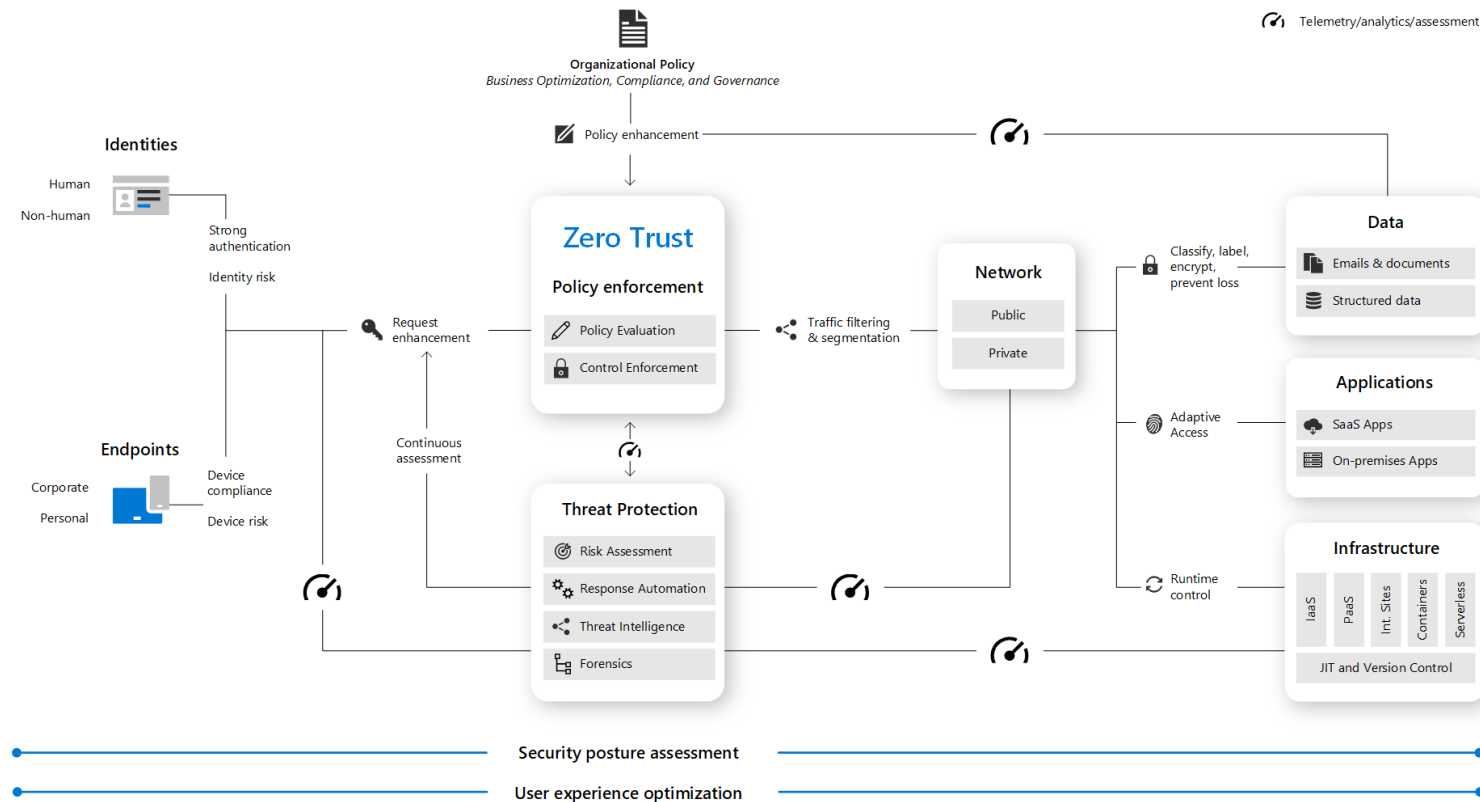 Telemetry/analytics/assessment
Organizational Policy
Business Optimization, Compliance, and Governance
Policy enhancement
Identities
Human
Non-human
Strong
authentication
Identity risk
Endpoints
Corporate
Personal
Device
compliance
Device risk
Request
enhancement
Continuous
assessment
Zero Trust
Policy enforcement
Policy Evaluation
Control Enforcement
Threat Protection
Risk Assessment
Response Automation
Threat Intelligence
Forensics
Traffic filtering
& segmentation
Network
Public
Private
Classify, label,
encrypt,
prevent loss
Adaptive
Access
Runtime
control
Data
Emails & documents
Structured data
Applications
SaaS Apps
On-premises Apps
Infrastructure
IaaS
PaaS
Int. Sites
Containers
Serverless
JIT and Version Control
Security posture assessment
User experience optimization